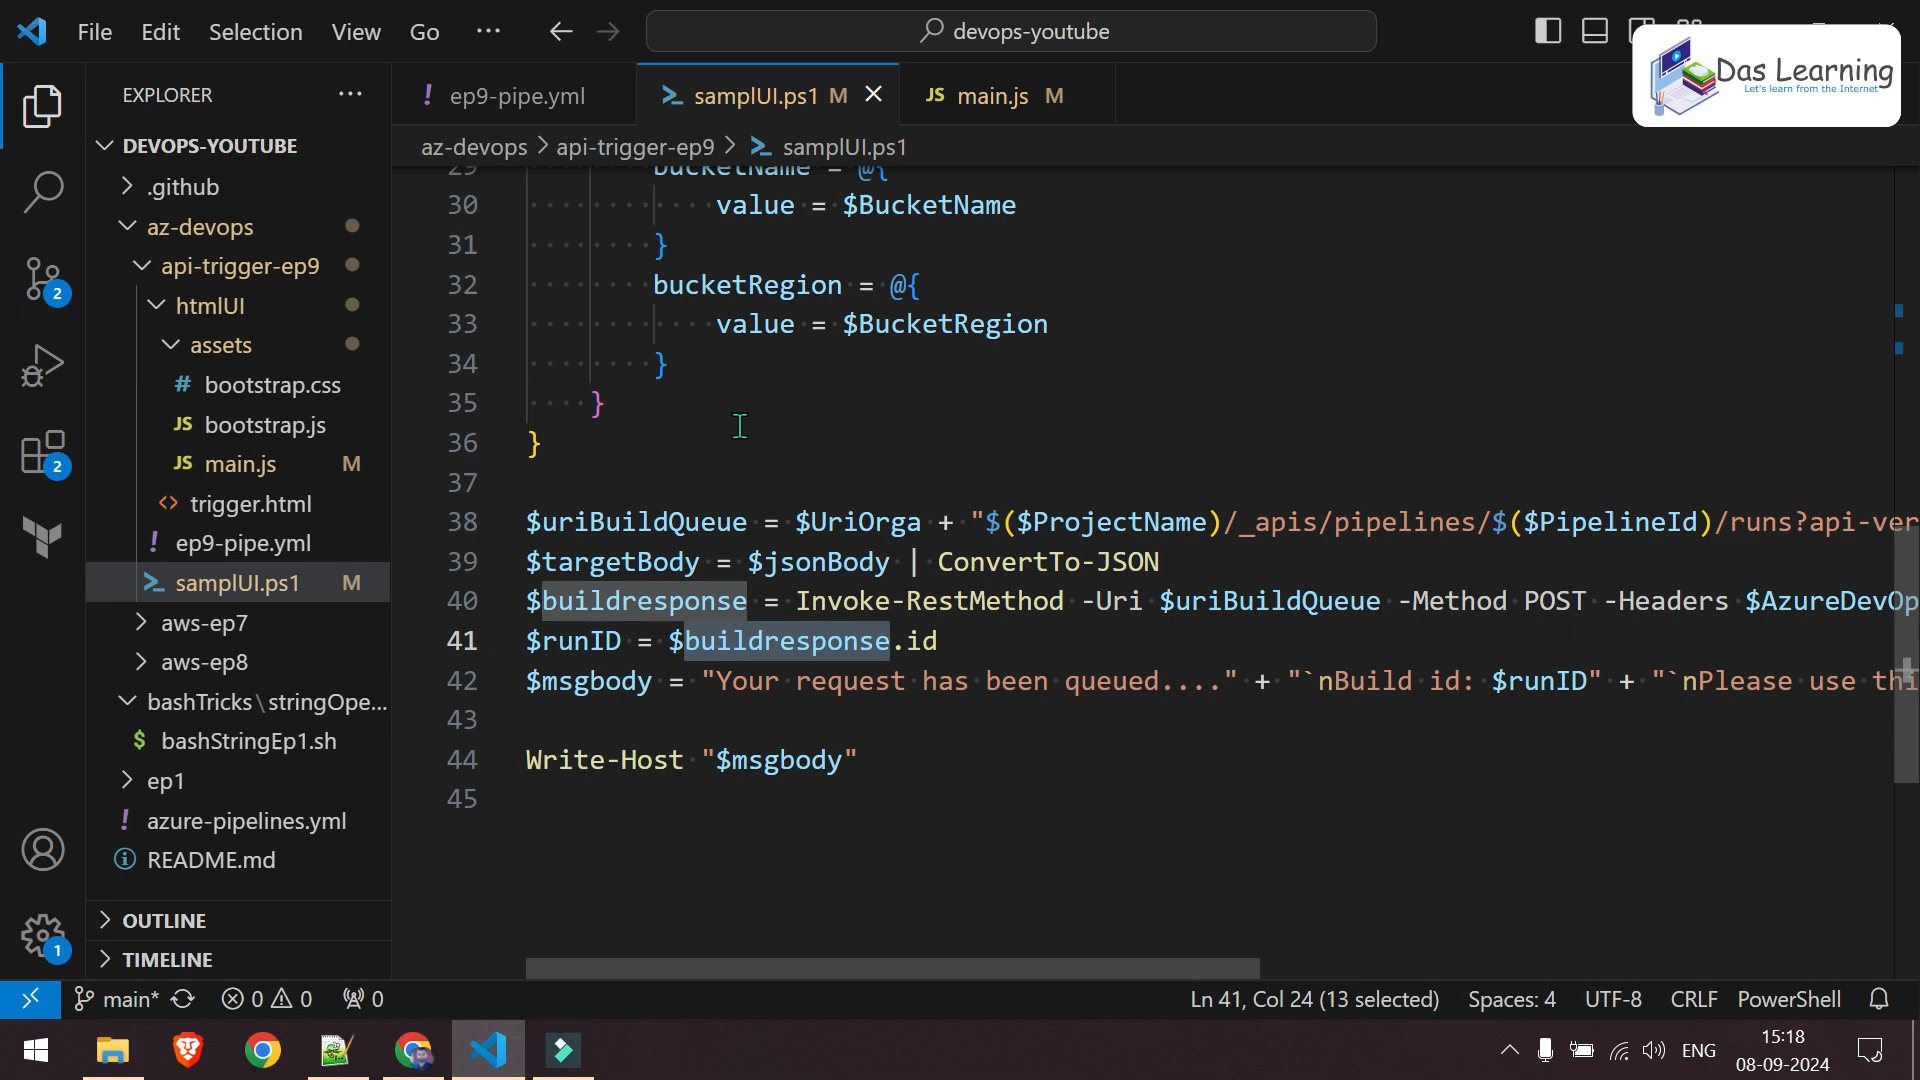 File Edit Selection View Go ··· devops-youtube
Das Learning
Let's learn from the Internet
EXPLORER ···
DEVOPS-YOUTUBE
.github
az-devops
api-trigger-ep9
htmlUI
assets
# bootstrap.css
JS bootstrap.js
JS main.js M
<> trigger.html
! ep9-pipe.yml
samplUI.ps1 M
aws-ep7
aws-ep8
bashTricks\stringOpe...
$ bashStringEp1.sh
ep1
! azure-pipelines.yml
README.md
OUTLINE
TIMELINE
2
2
1
! ep9-pipe.yml samplUI.ps1 M JS main.js M
az-devops > api-trigger-ep9 > samplUI.ps1
29 bucketName = @{
30 value = $BucketName
31 }
32 bucketRegion = @{
33 value = $BucketRegion
34 }
35 }
36 }
37
38 $uriBuildQueue = $UriOrga + "$($ProjectName)/_apis/pipelines/$($PipelineId)/runs?api-ver
39 $targetBody = $jsonBody | ConvertTo-JSON
40 $buildresponse = Invoke-RestMethod -Uri $uriBuildQueue -Method POST -Headers $AzureDevOp
41 $runID = $buildresponse.id
42 $msgbody = "Your request has been queued...." + "`nBuild id: $runID" + "`nPlease use thi
43
44 Write-Host "$msgbody"
45
main* 0 0 0 Ln 41, Col 24 (13 selected) Spaces: 4 UTF-8 CRLF PowerShell
ENG 15:18
08-09-2024